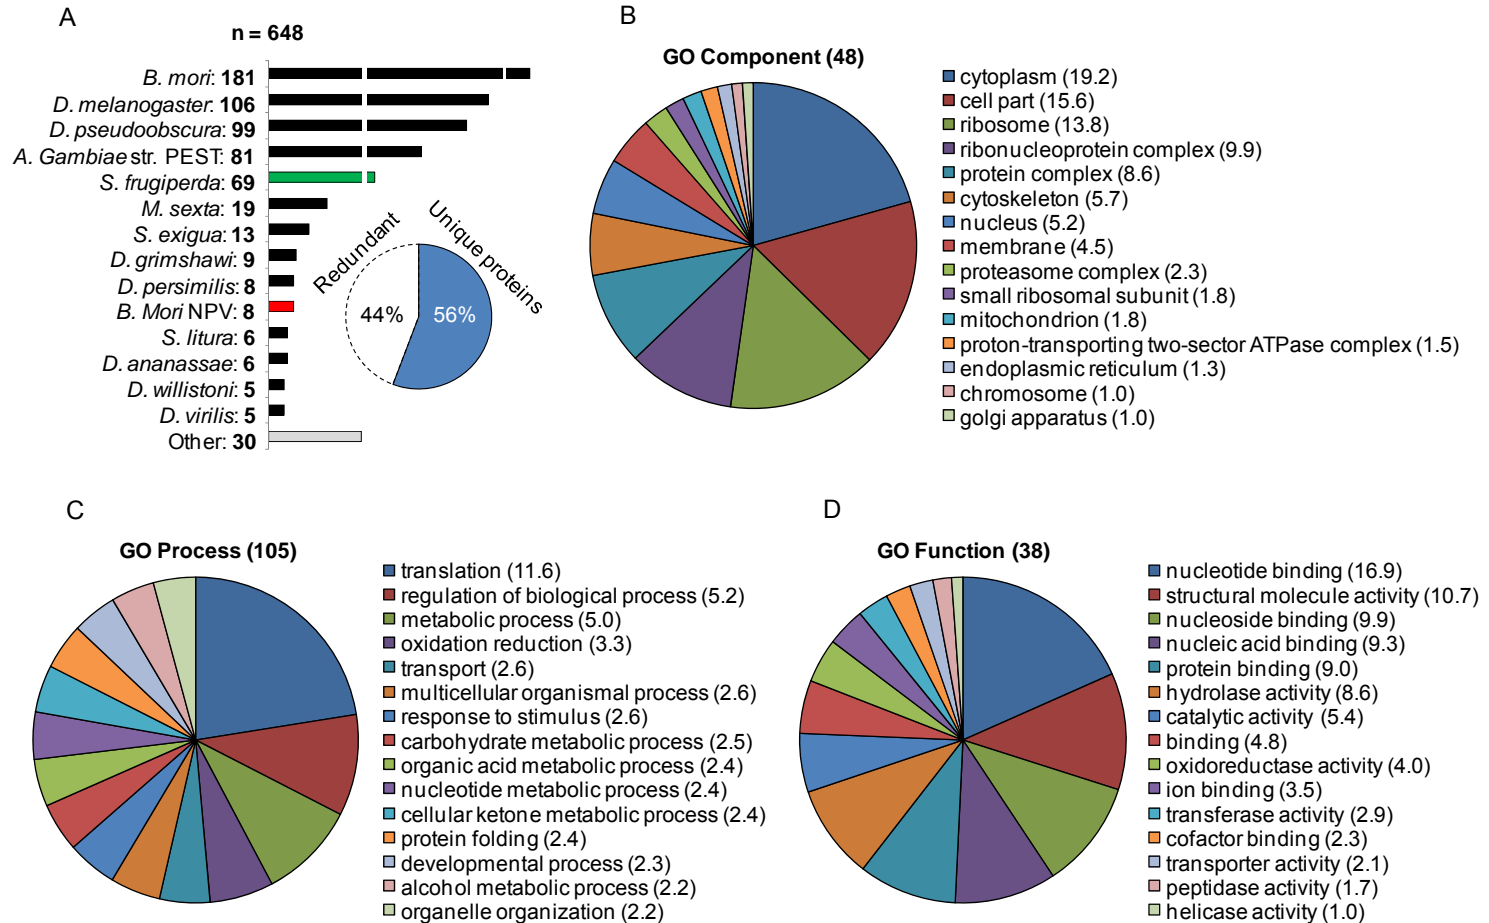 A
n = 648
B. mori: 181
D. melanogaster: 106
D. pseudoobscura: 99
A. Gambiae str. PEST: 81
S. frugiperda: 69
M. sexta: 19
S. exigua: 13
D. grimshawi: 9
D. persimilis: 8
B. Mori NPV: 8
S. litura: 6
D. ananassae: 6
D. willistoni: 5
D. virilis: 5
Other: 30
Redundant
Unique proteins
44%
56%
B
GO Component (48)
cytoplasm (19.2)
cell part (15.6)
ribosome (13.8)
ribonucleoprotein complex (9.9)
protein complex (8.6)
cytoskeleton (5.7)
nucleus (5.2)
membrane (4.5)
proteasome complex (2.3)
small ribosomal subunit (1.8)
mitochondrion (1.8)
proton-transporting two-sector ATPase complex (1.5)
endoplasmic reticulum (1.3)
chromosome (1.0)
golgi apparatus (1.0)
C
GO Process (105)
translation (11.6)
regulation of biological process (5.2)
metabolic process (5.0)
oxidation reduction (3.3)
transport (2.6)
multicellular organismal process (2.6)
response to stimulus (2.6)
carbohydrate metabolic process (2.5)
organic acid metabolic process (2.4)
nucleotide metabolic process (2.4)
cellular ketone metabolic process (2.4)
protein folding (2.4)
developmental process (2.3)
alcohol metabolic process (2.2)
organelle organization (2.2)
D
GO Function (38)
nucleotide binding (16.9)
structural molecule activity (10.7)
nucleoside binding (9.9)
nucleic acid binding (9.3)
protein binding (9.0)
hydrolase activity (8.6)
catalytic activity (5.4)
binding (4.8)
oxidoreductase activity (4.0)
ion binding (3.5)
transferase activity (2.9)
cofactor binding (2.3)
transporter activity (2.1)
peptidase activity (1.7)
helicase activity (1.0)